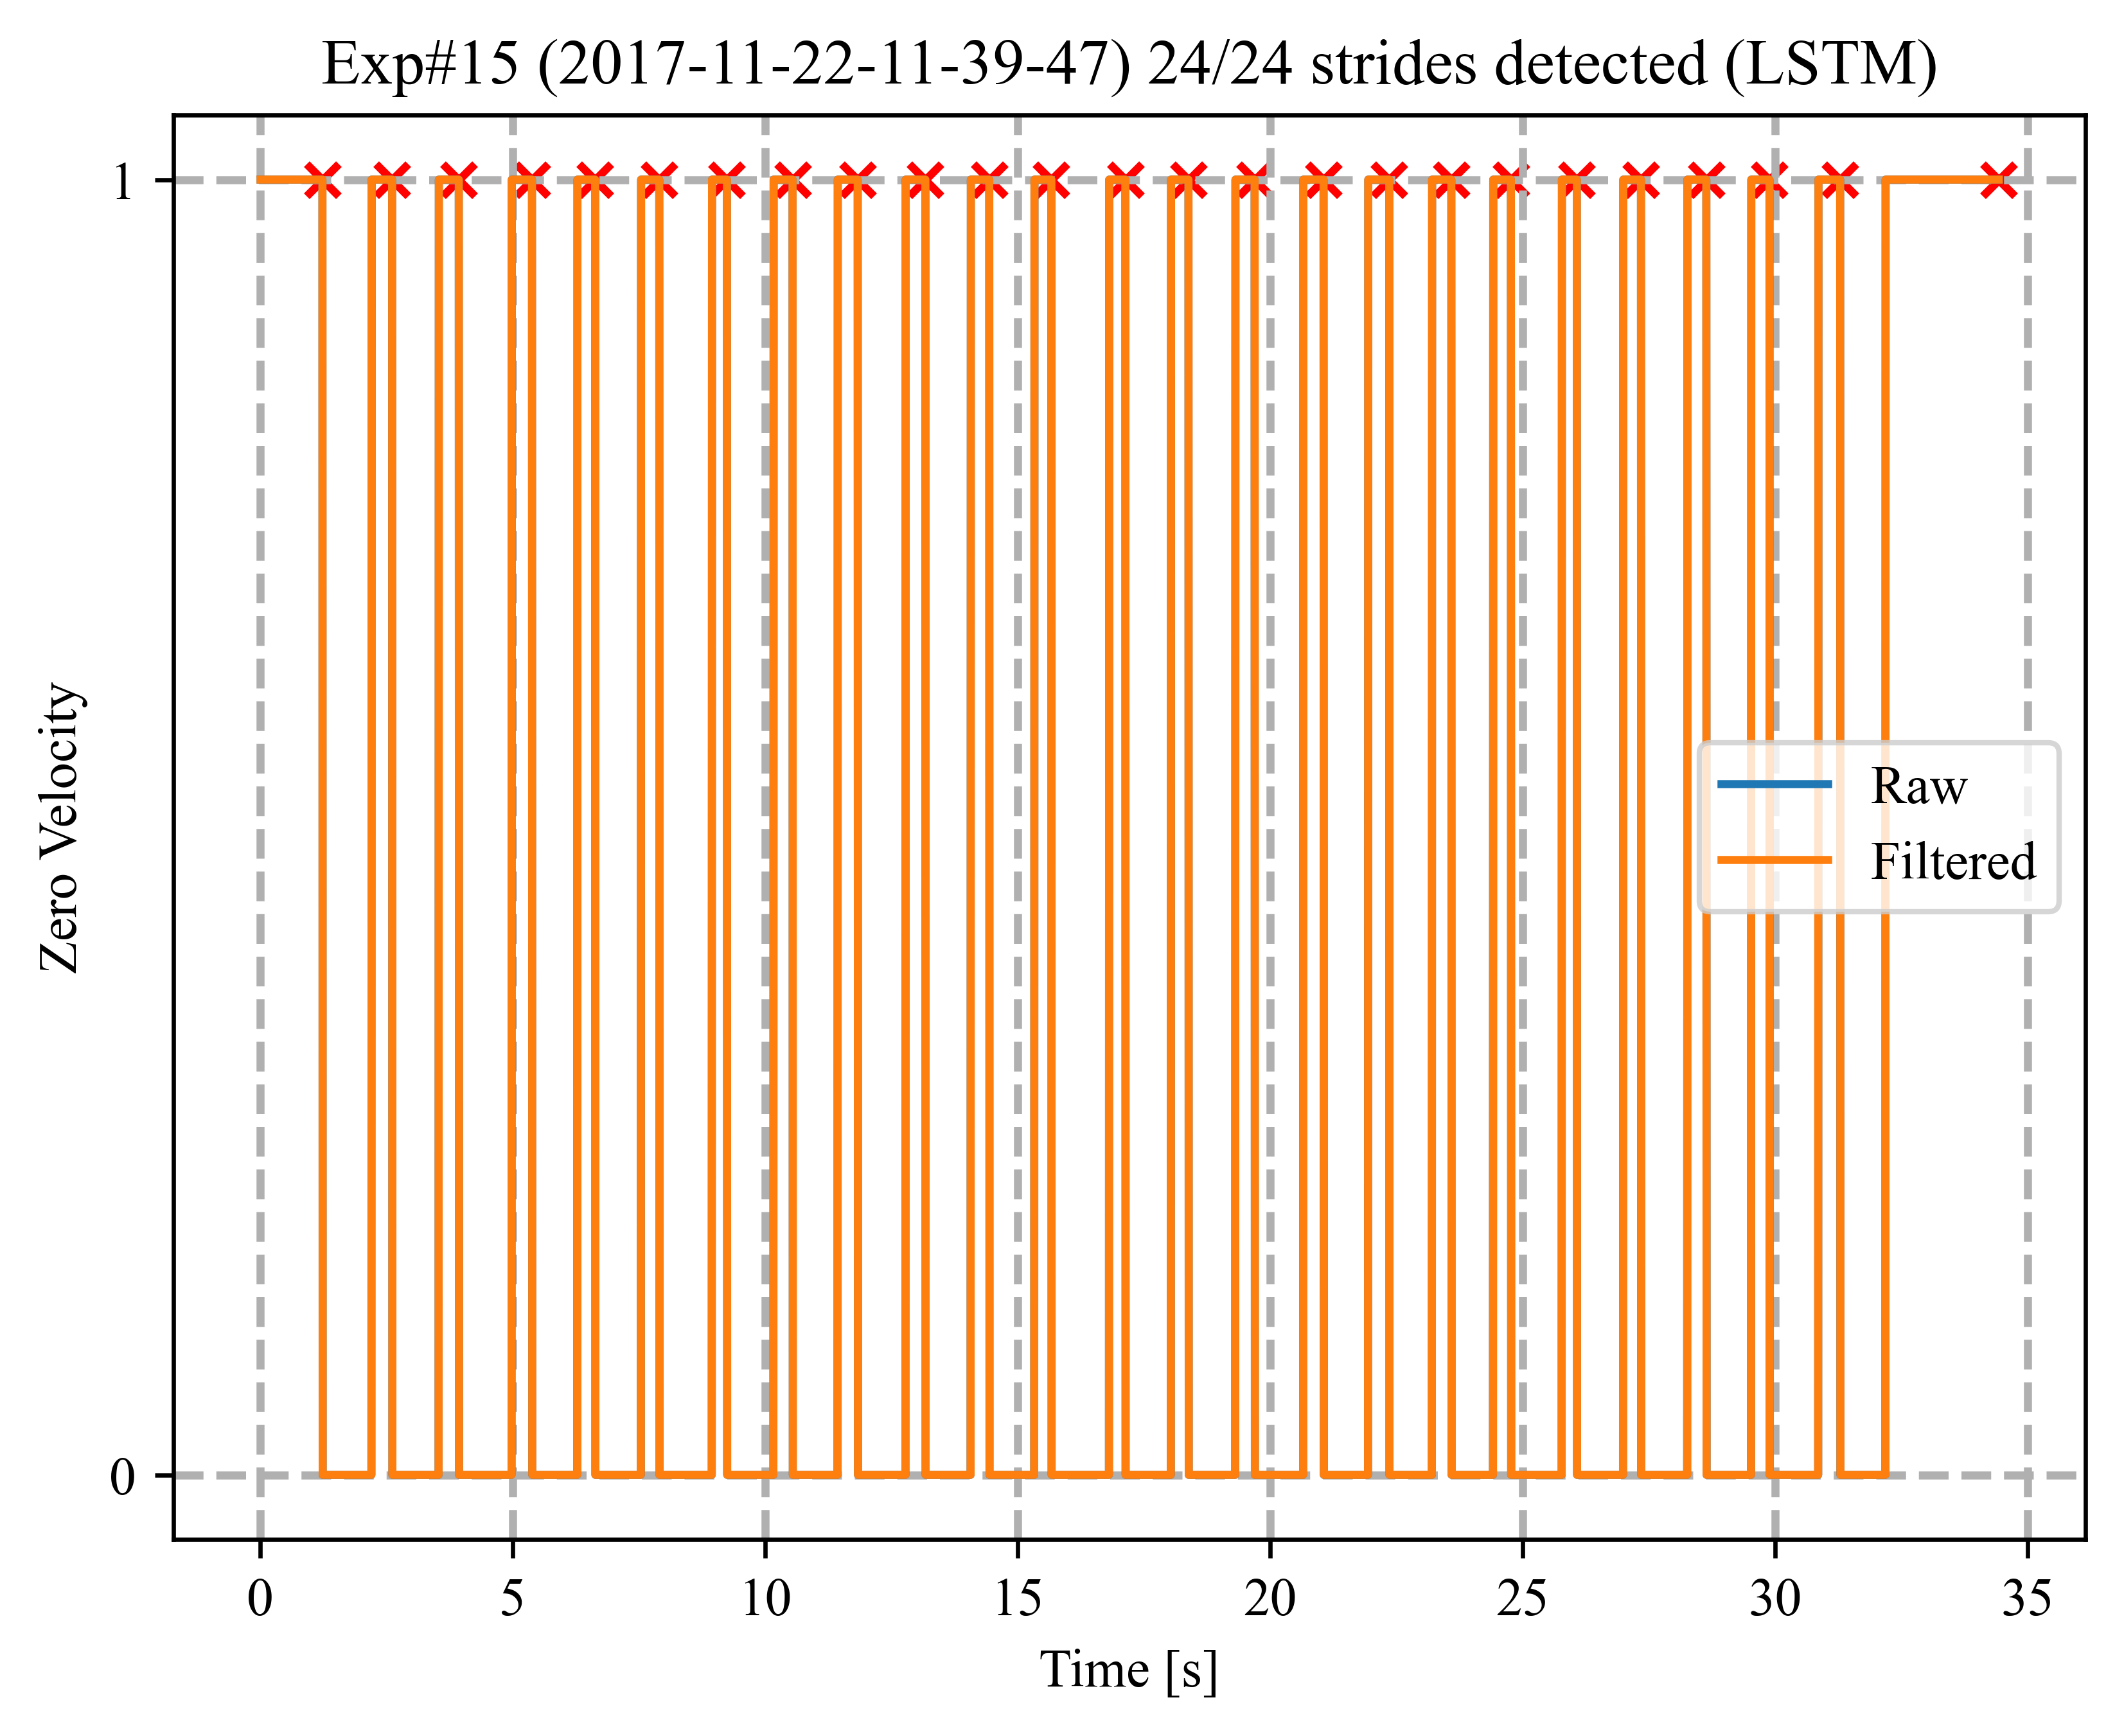 Exp#15 (2017-11-22-11-39-47) 24/24 strides detected (LSTM)
1
Zero Velocity
Raw
Filtered
0
0 5 10 15 20 25 30 35
Time [s]